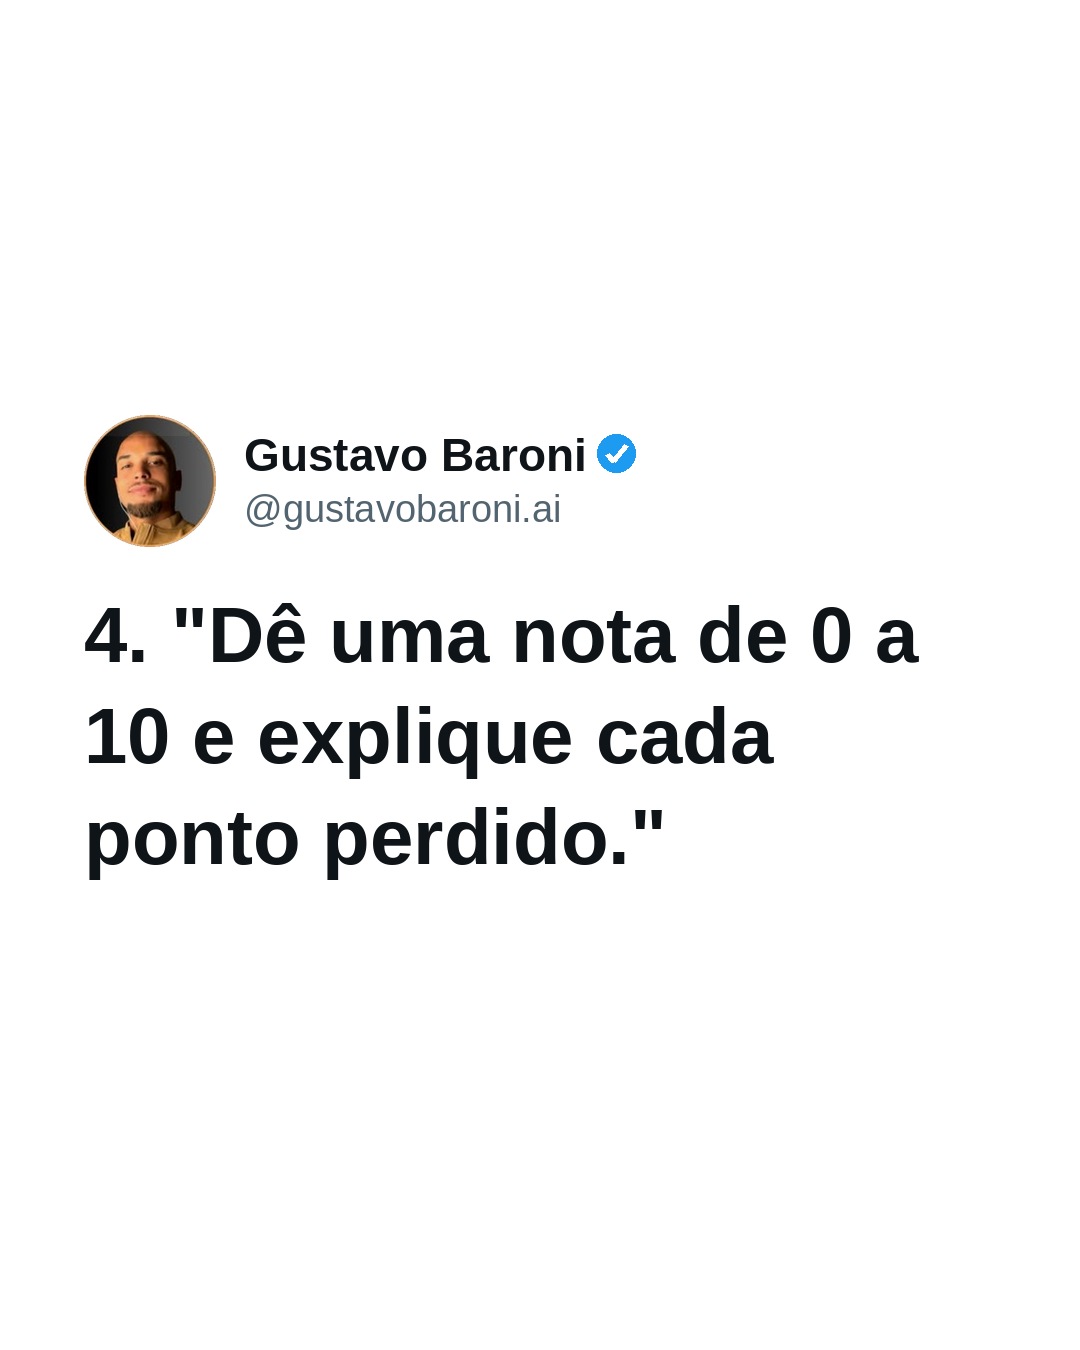 Gustavo Baroni
@gustavobaroni.ai
4. "Dê uma nota de 0 a
10 e explique cada
ponto perdido."